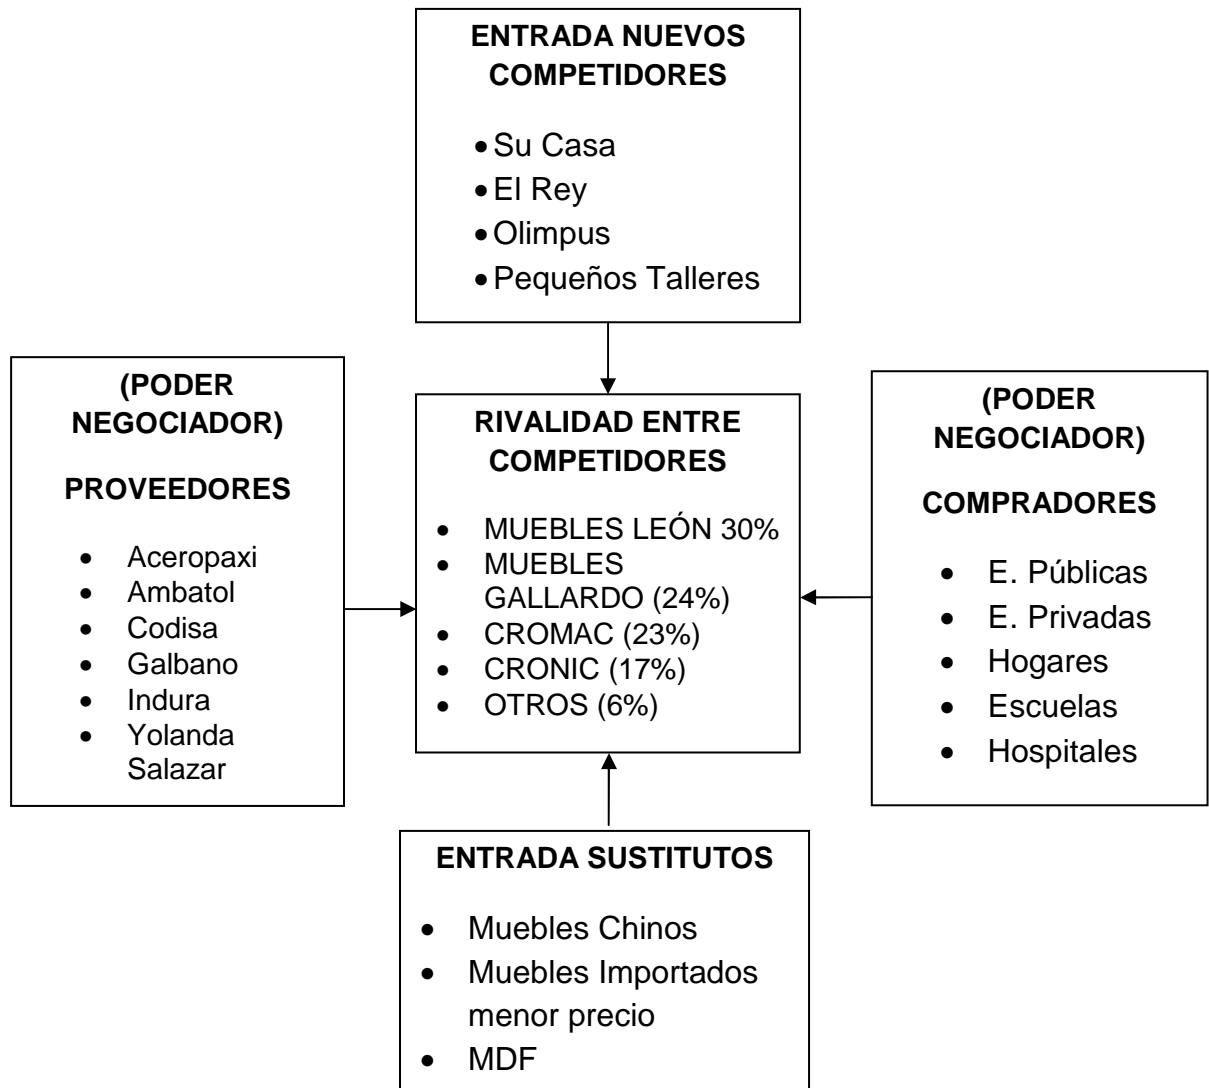 ENTRADA NUEVOS
COMPETIDORES
• Su Casa
• El Rey
• Olimpus
• Pequeños Talleres
(PODER
NEGOCIADOR)
PROVEEDORES
• Aceropaxi
• Ambatol
• Codisa
• Galbano
• Indura
• Yolanda
Salazar
RIVALIDAD ENTRE
COMPETIDORES
• MUEBLES LEÓN 30%
• MUEBLES
GALLARDO (24%)
• CROMAC (23%)
• CRONIC (17%)
• OTROS (6%)
(PODER
NEGOCIADOR)
COMPRADORES
• E. Públicas
• E. Privadas
• Hogares
• Escuelas
• Hospitales
ENTRADA SUSTITUTOS
• Muebles Chinos
• Muebles Importados
menor precio
• MDF